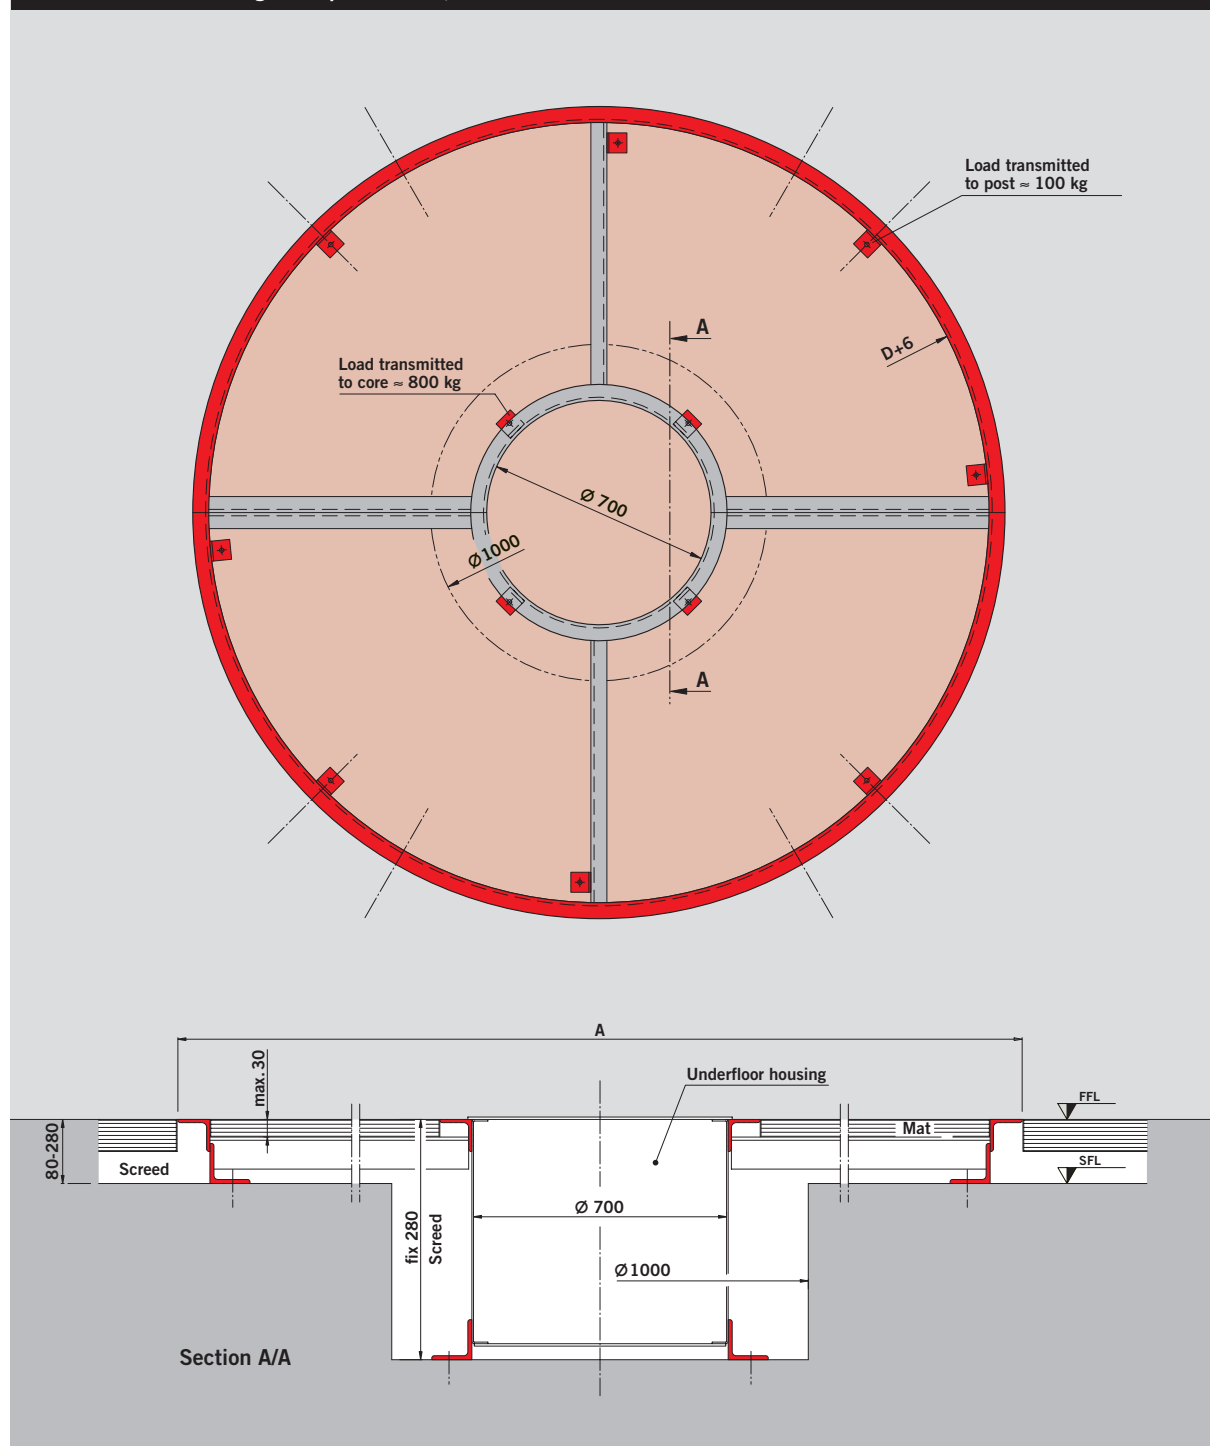 Load transmitted
to post ≈ 100 kg
A
D+6
Load transmitted
to core ≈ 800 kg
Ø 700
Ø1000
A
A
max. 30
Underfloor housing
FFL
80-280
Mat
Screed
SFL
Ø 700
fix 280
Screed
Ø1000
Section A/A